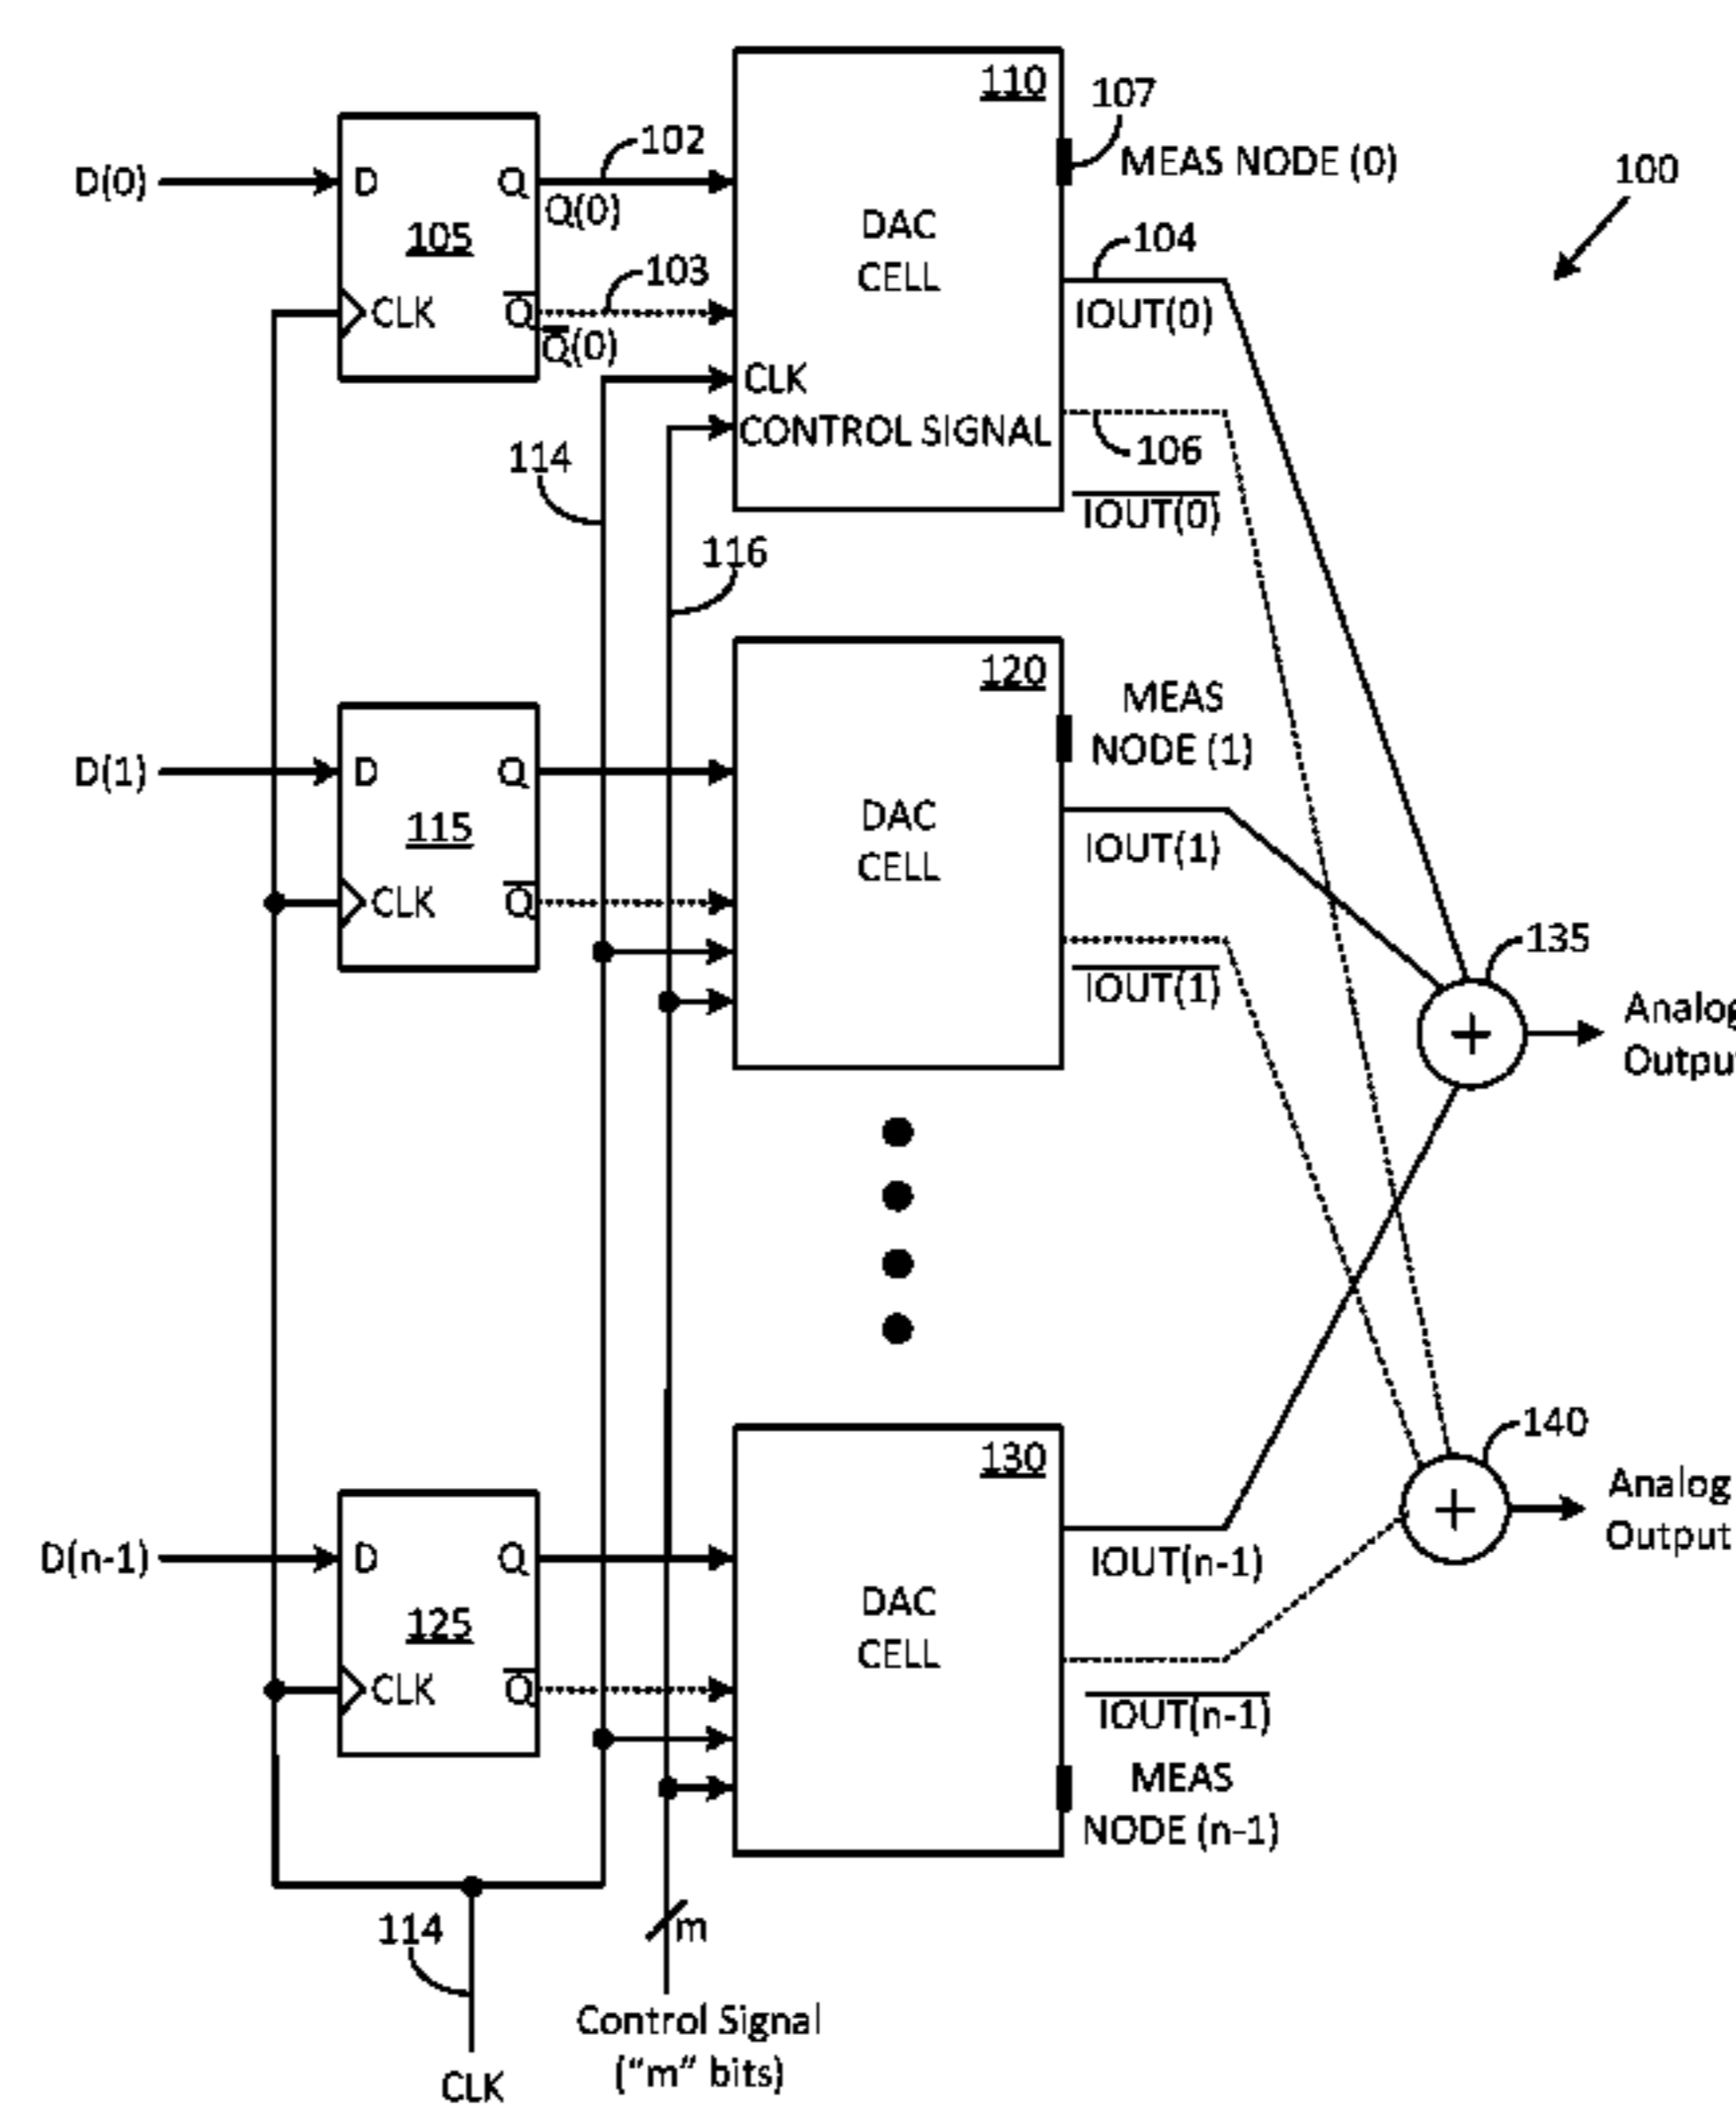 110
107
MEAS NODE (0)
100
D(0)
D
Q
102
Q(0)
105
DAC
CELL
104
IOUT(0)
103
CLK
Q̅
Q̅(0)
CLK
CONTROL SIGNAL
106
I̅O̅U̅T̅(̅0̅)̅
114
116
120
MEAS
NODE (1)
D(1)
D
Q
115
DAC
CELL
IOUT(1)
CLK
Q̅
I̅O̅U̅T̅(̅1̅)̅
135
+
Analog
Output
130
140
+
Analog
Output
D(n-1)
D
Q
125
DAC
CELL
IOUT(n-1)
CLK
Q̅
I̅O̅U̅T̅(̅n̅-̅1̅)̅
MEAS
NODE (n-1)
114
m
Control Signal
("m" bits)
CLK